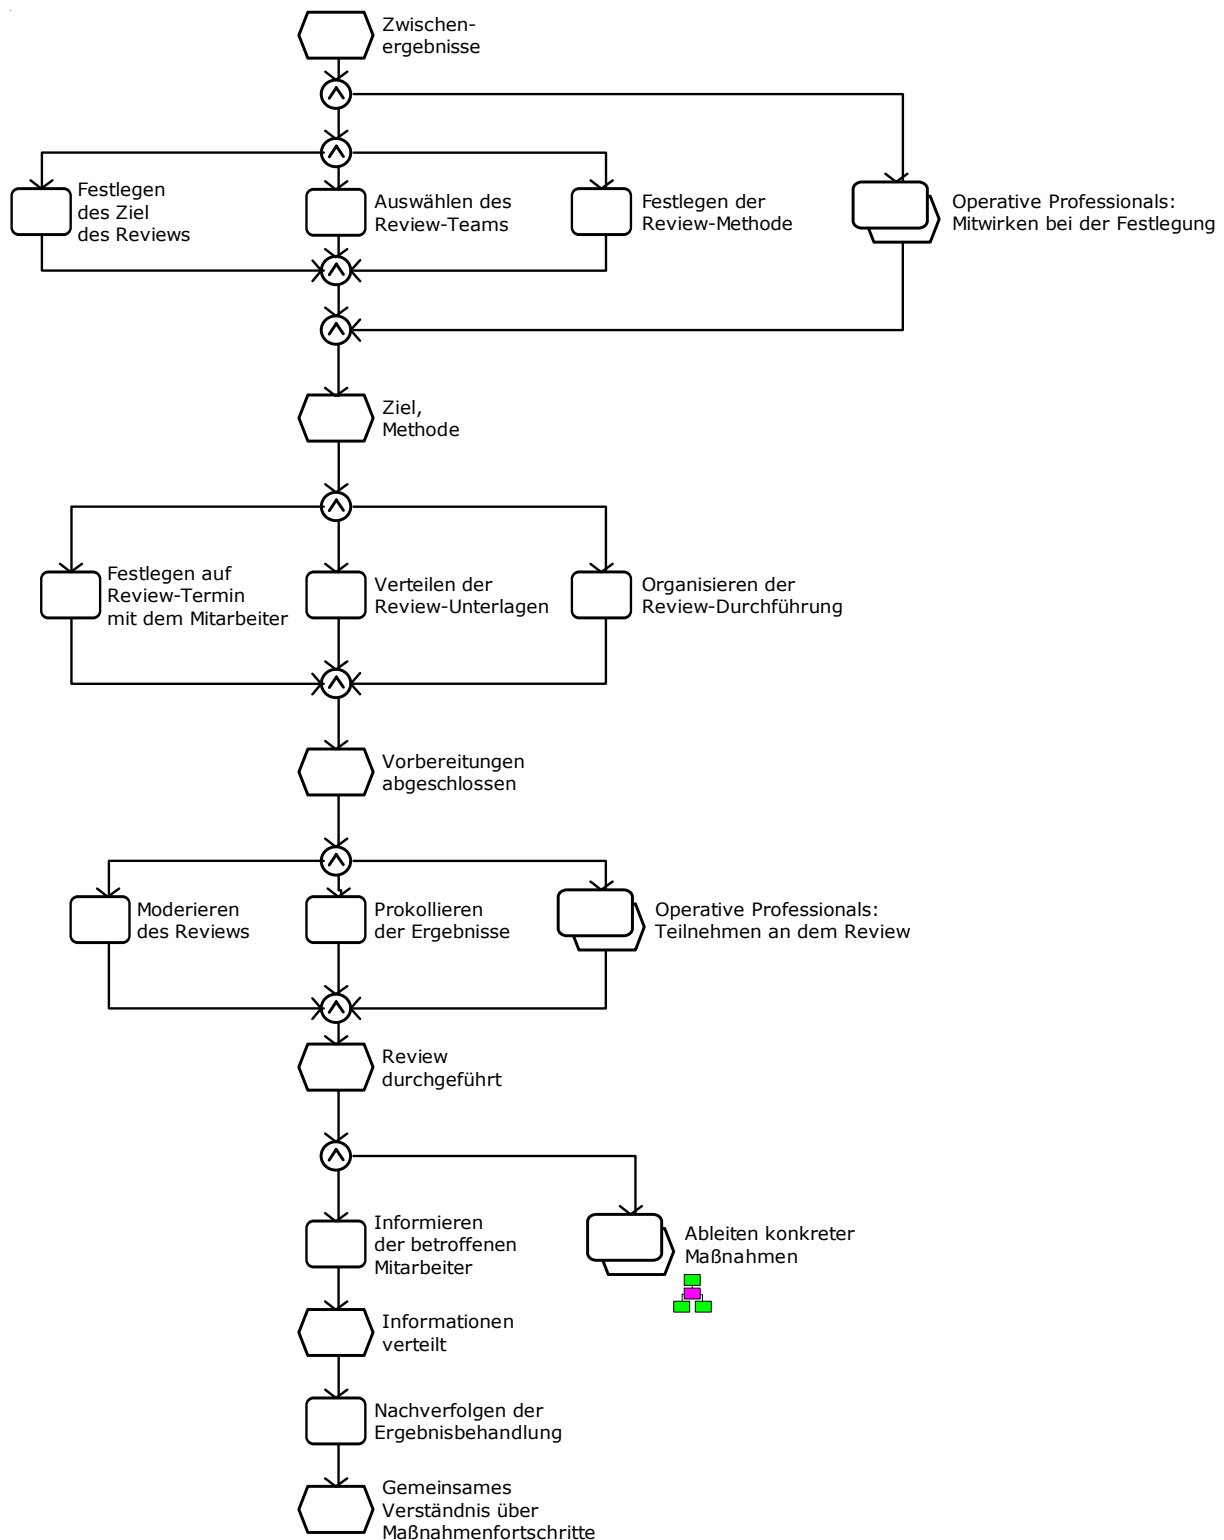 Zwischen-
ergebnisse
Festlegen
des Ziel
des Reviews
Auswählen des
Review-Teams
Festlegen der
Review-Methode
Operative Professionals:
Mitwirken bei der Festlegung
Ziel,
Methode
Festlegen auf
Review-Termin
mit dem Mitarbeiter
Verteilen der
Review-Unterlagen
Organisieren der
Review-Durchführung
Vorbereitungen
abgeschlossen
Moderieren
des Reviews
Prokollieren
der Ergebnisse
Operative Professionals:
Teilnehmen an dem Review
Review
durchgeführt
Informieren
der betroffenen
Mitarbeiter
Ableiten konkreter
Maßnahmen
Informationen
verteilt
Nachverfolgen der
Ergebnisbehandlung
Gemeinsames
Verständnis über
Maßnahmenfortschritte